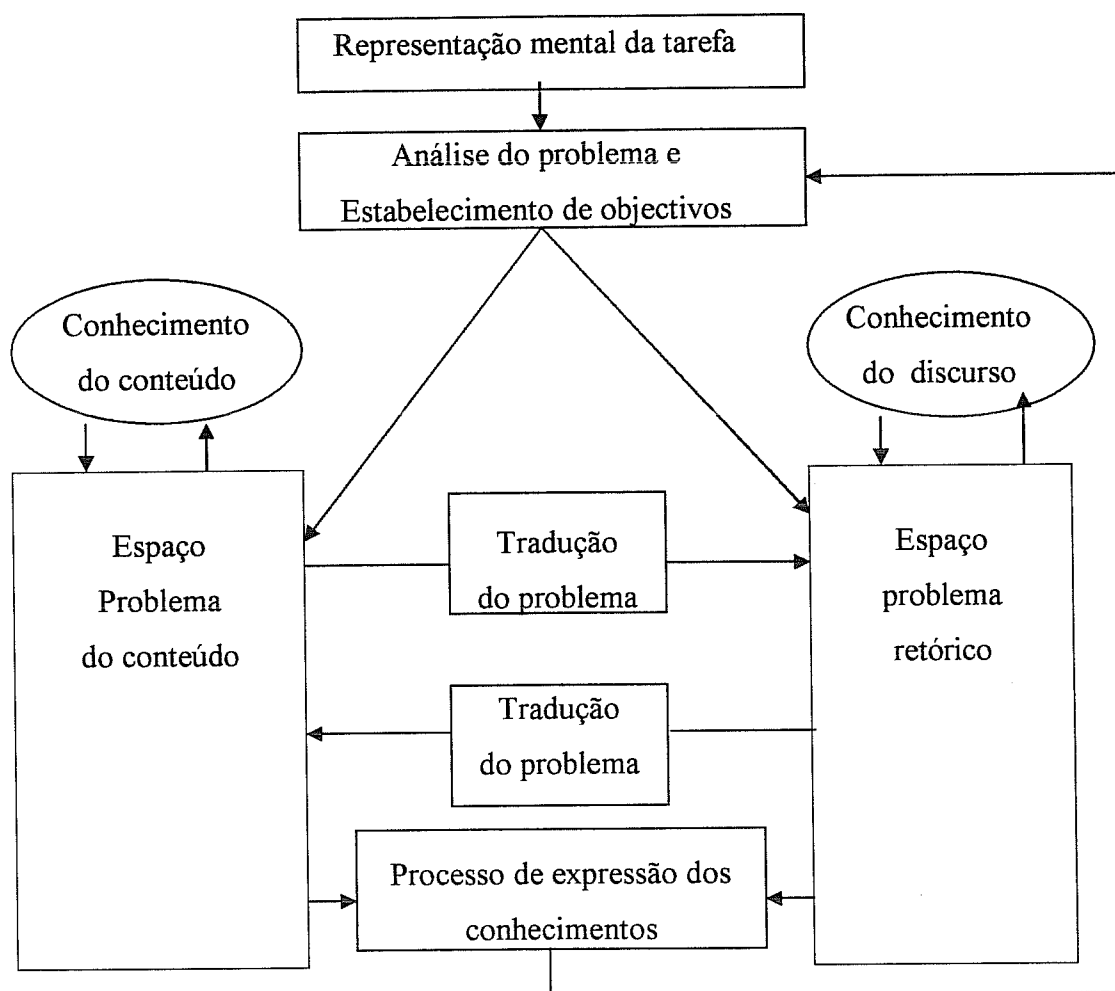 Representação mental da tarefa
Análise do problema e
Estabelecimento de objectivos
Conhecimento
do conteúdo
Conhecimento
do discurso
Espaço
Problema
do conteúdo
Tradução
do problema
Espaço
problema
retórico
Tradução
do problema
Processo de expressão dos
conhecimentos